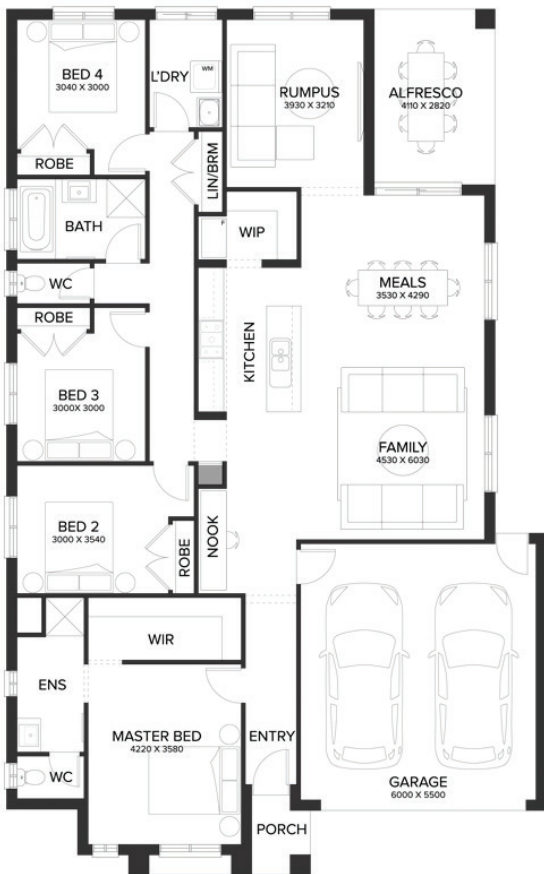 BED 4
3040 X 3000
L'DRY
WM
RUMPUS
3930 X 3210
ALFRESCO
4110 X 2820
ROBE
LIN/BRM
BATH
F
WIP
WC
MEALS
3530 X 4290
ROBE
KITCHEN
BED 3
3000X 3000
FAMILY
4530 X 6030
BED 2
3000 X 3540
ROBE
NOOK
WIR
ENS
MASTER BED
4220 X 3580
ENTRY
WC
GARAGE
6000 X 5500
PORCH